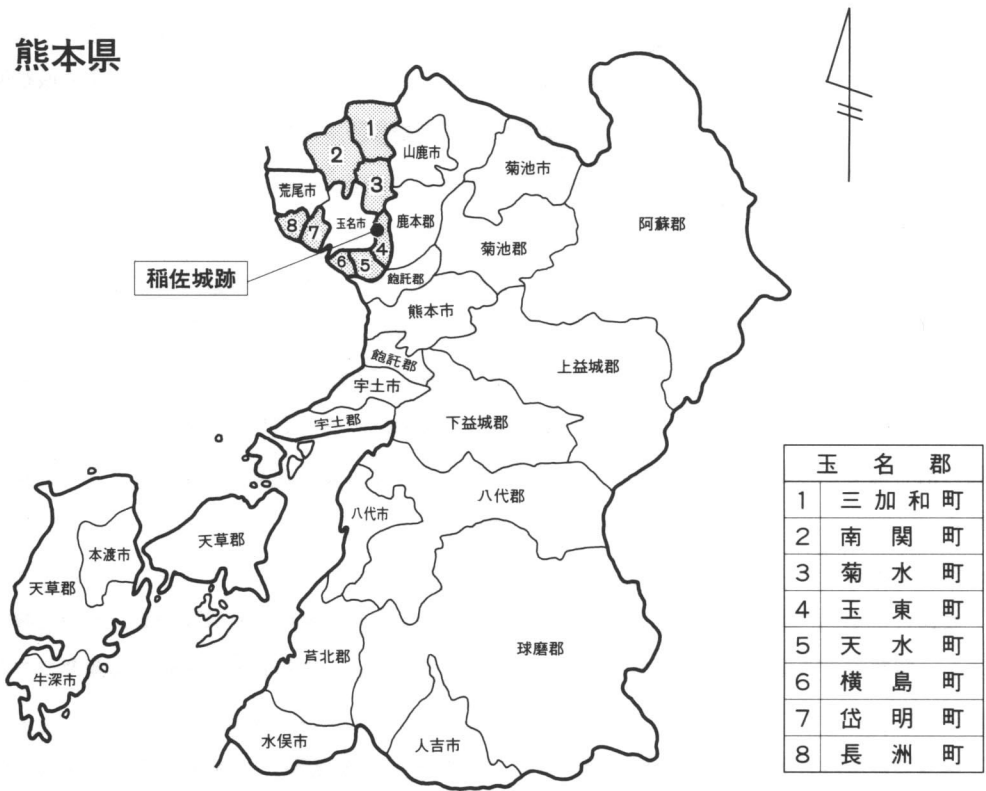 熊本県
1
2
3
山鹿市
菊池市
荒尾市
8
7
玉名市
4
鹿本郡
菊池郡
阿蘇郡
6
5
飽託郡
稲佐城跡
熊本市
飽託郡
上益城郡
宇土市
宇土郡
下益城郡
八代郡
八代市
天草郡
本渡市
天草郡
牛深市
芦北郡
球磨郡
水俣市
人吉市
玉名郡
1 三加和町
2 南関町
3 菊水町
4 玉東町
5 天水町
6 横島町
7 岱明町
8 長洲町